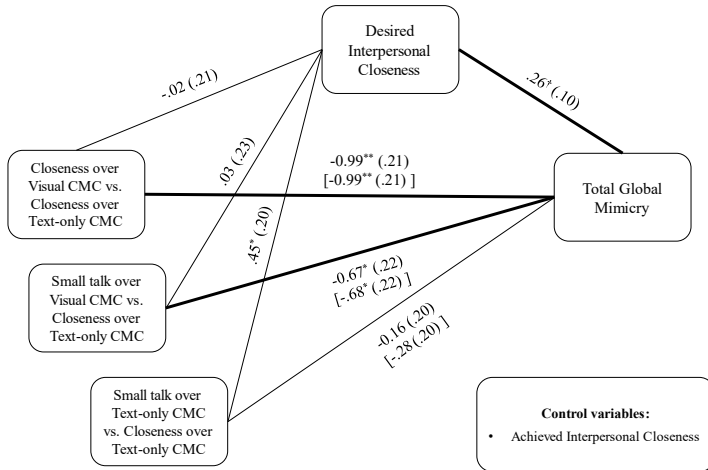 Desired
Interpersonal
Closeness
-.02 (.21)
.26† (.10)
.03 (.23)
-0.99** (.21)
[-0.99** (.21) ]
Closeness over
Visual CMC vs.
Closeness over
Text-only CMC
Total Global
Mimicry
.45* (.20)
Small talk over
Visual CMC vs.
Closeness over
Text-only CMC
-0.67* (.22)
[-.68* (.22) ]
-0.16 (.20)
[-.28 (.20) ]
Small talk over
Text-only CMC
vs. Closeness over
Text-only CMC
Control variables:
• Achieved Interpersonal Closeness